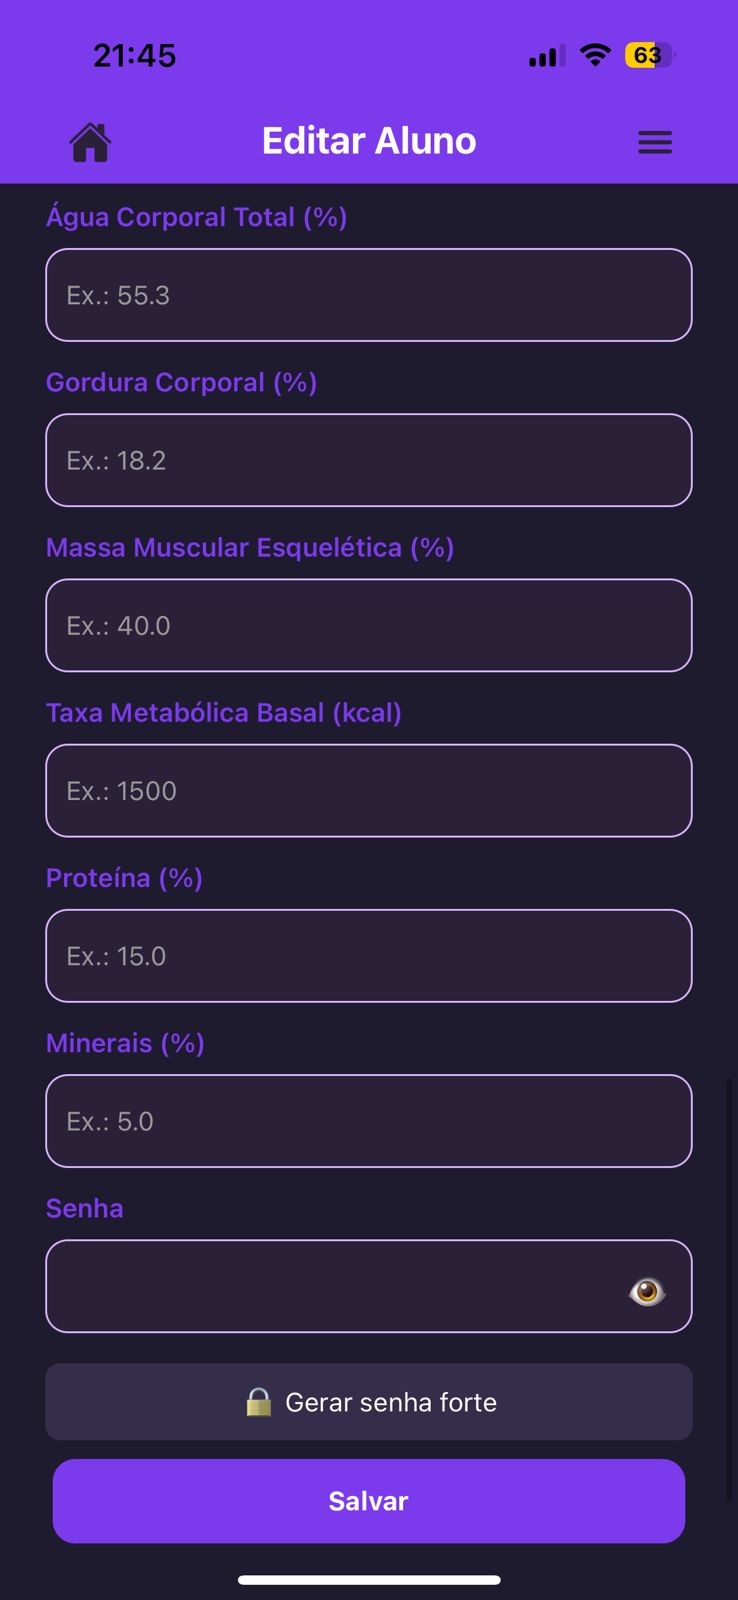 21:45
63
Editar Aluno
Água Corporal Total (%)
Ex.: 55.3
Gordura Corporal (%)
Ex.: 18.2
Massa Muscular Esquelética (%)
Ex.: 40.0
Taxa Metabólica Basal (kcal)
Ex.: 1500
Proteína (%)
Ex.: 15.0
Minerais (%)
Ex.: 5.0
Senha
Gerar senha forte
Salvar